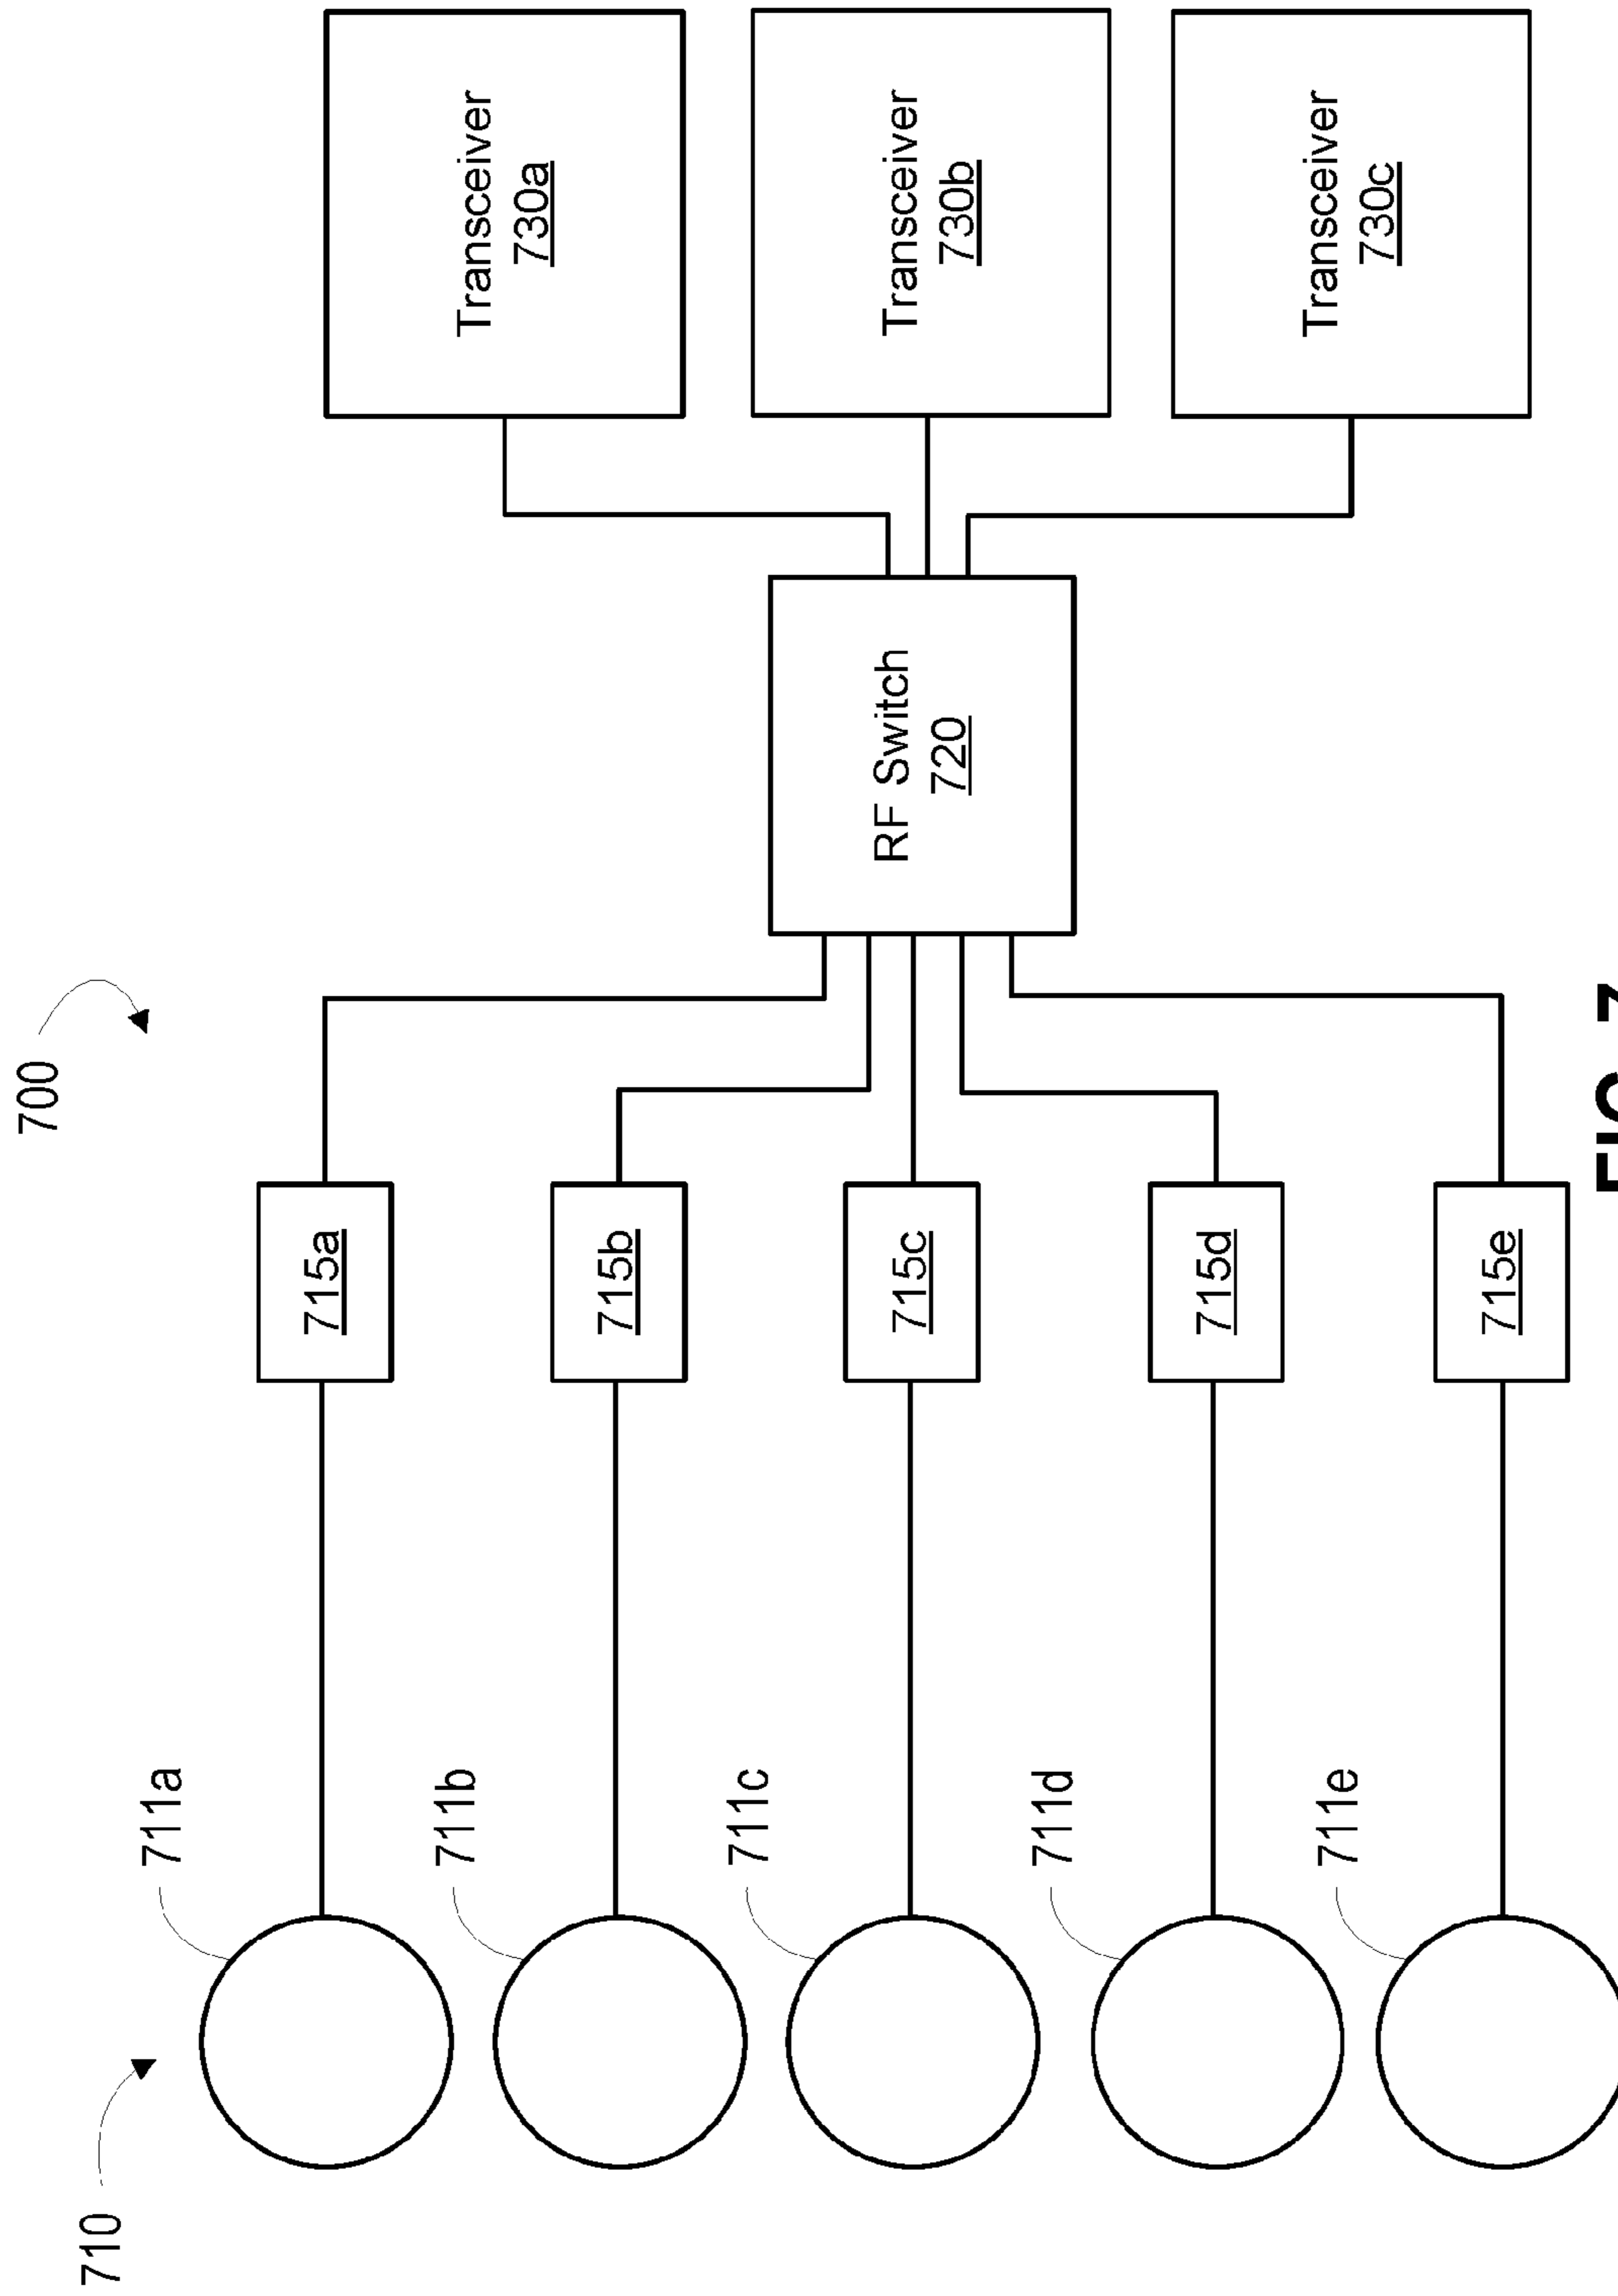 700
710
711a
711b
711c
711d
711e
715a
715b
715c
715d
715e
RF Switch
720
Transceiver
730a
Transceiver
730b
Transceiver
730c